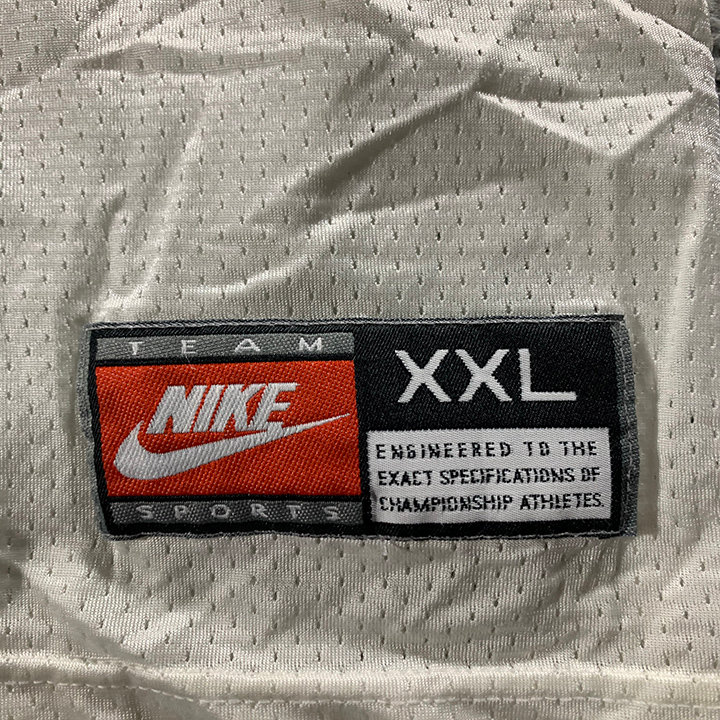 TEAM
NIKE
SPORTS
XXL
ENGINEERED TO THE
EXACT SPECIFICATIONS OF
CHAMPIONSHIP ATHLETES.